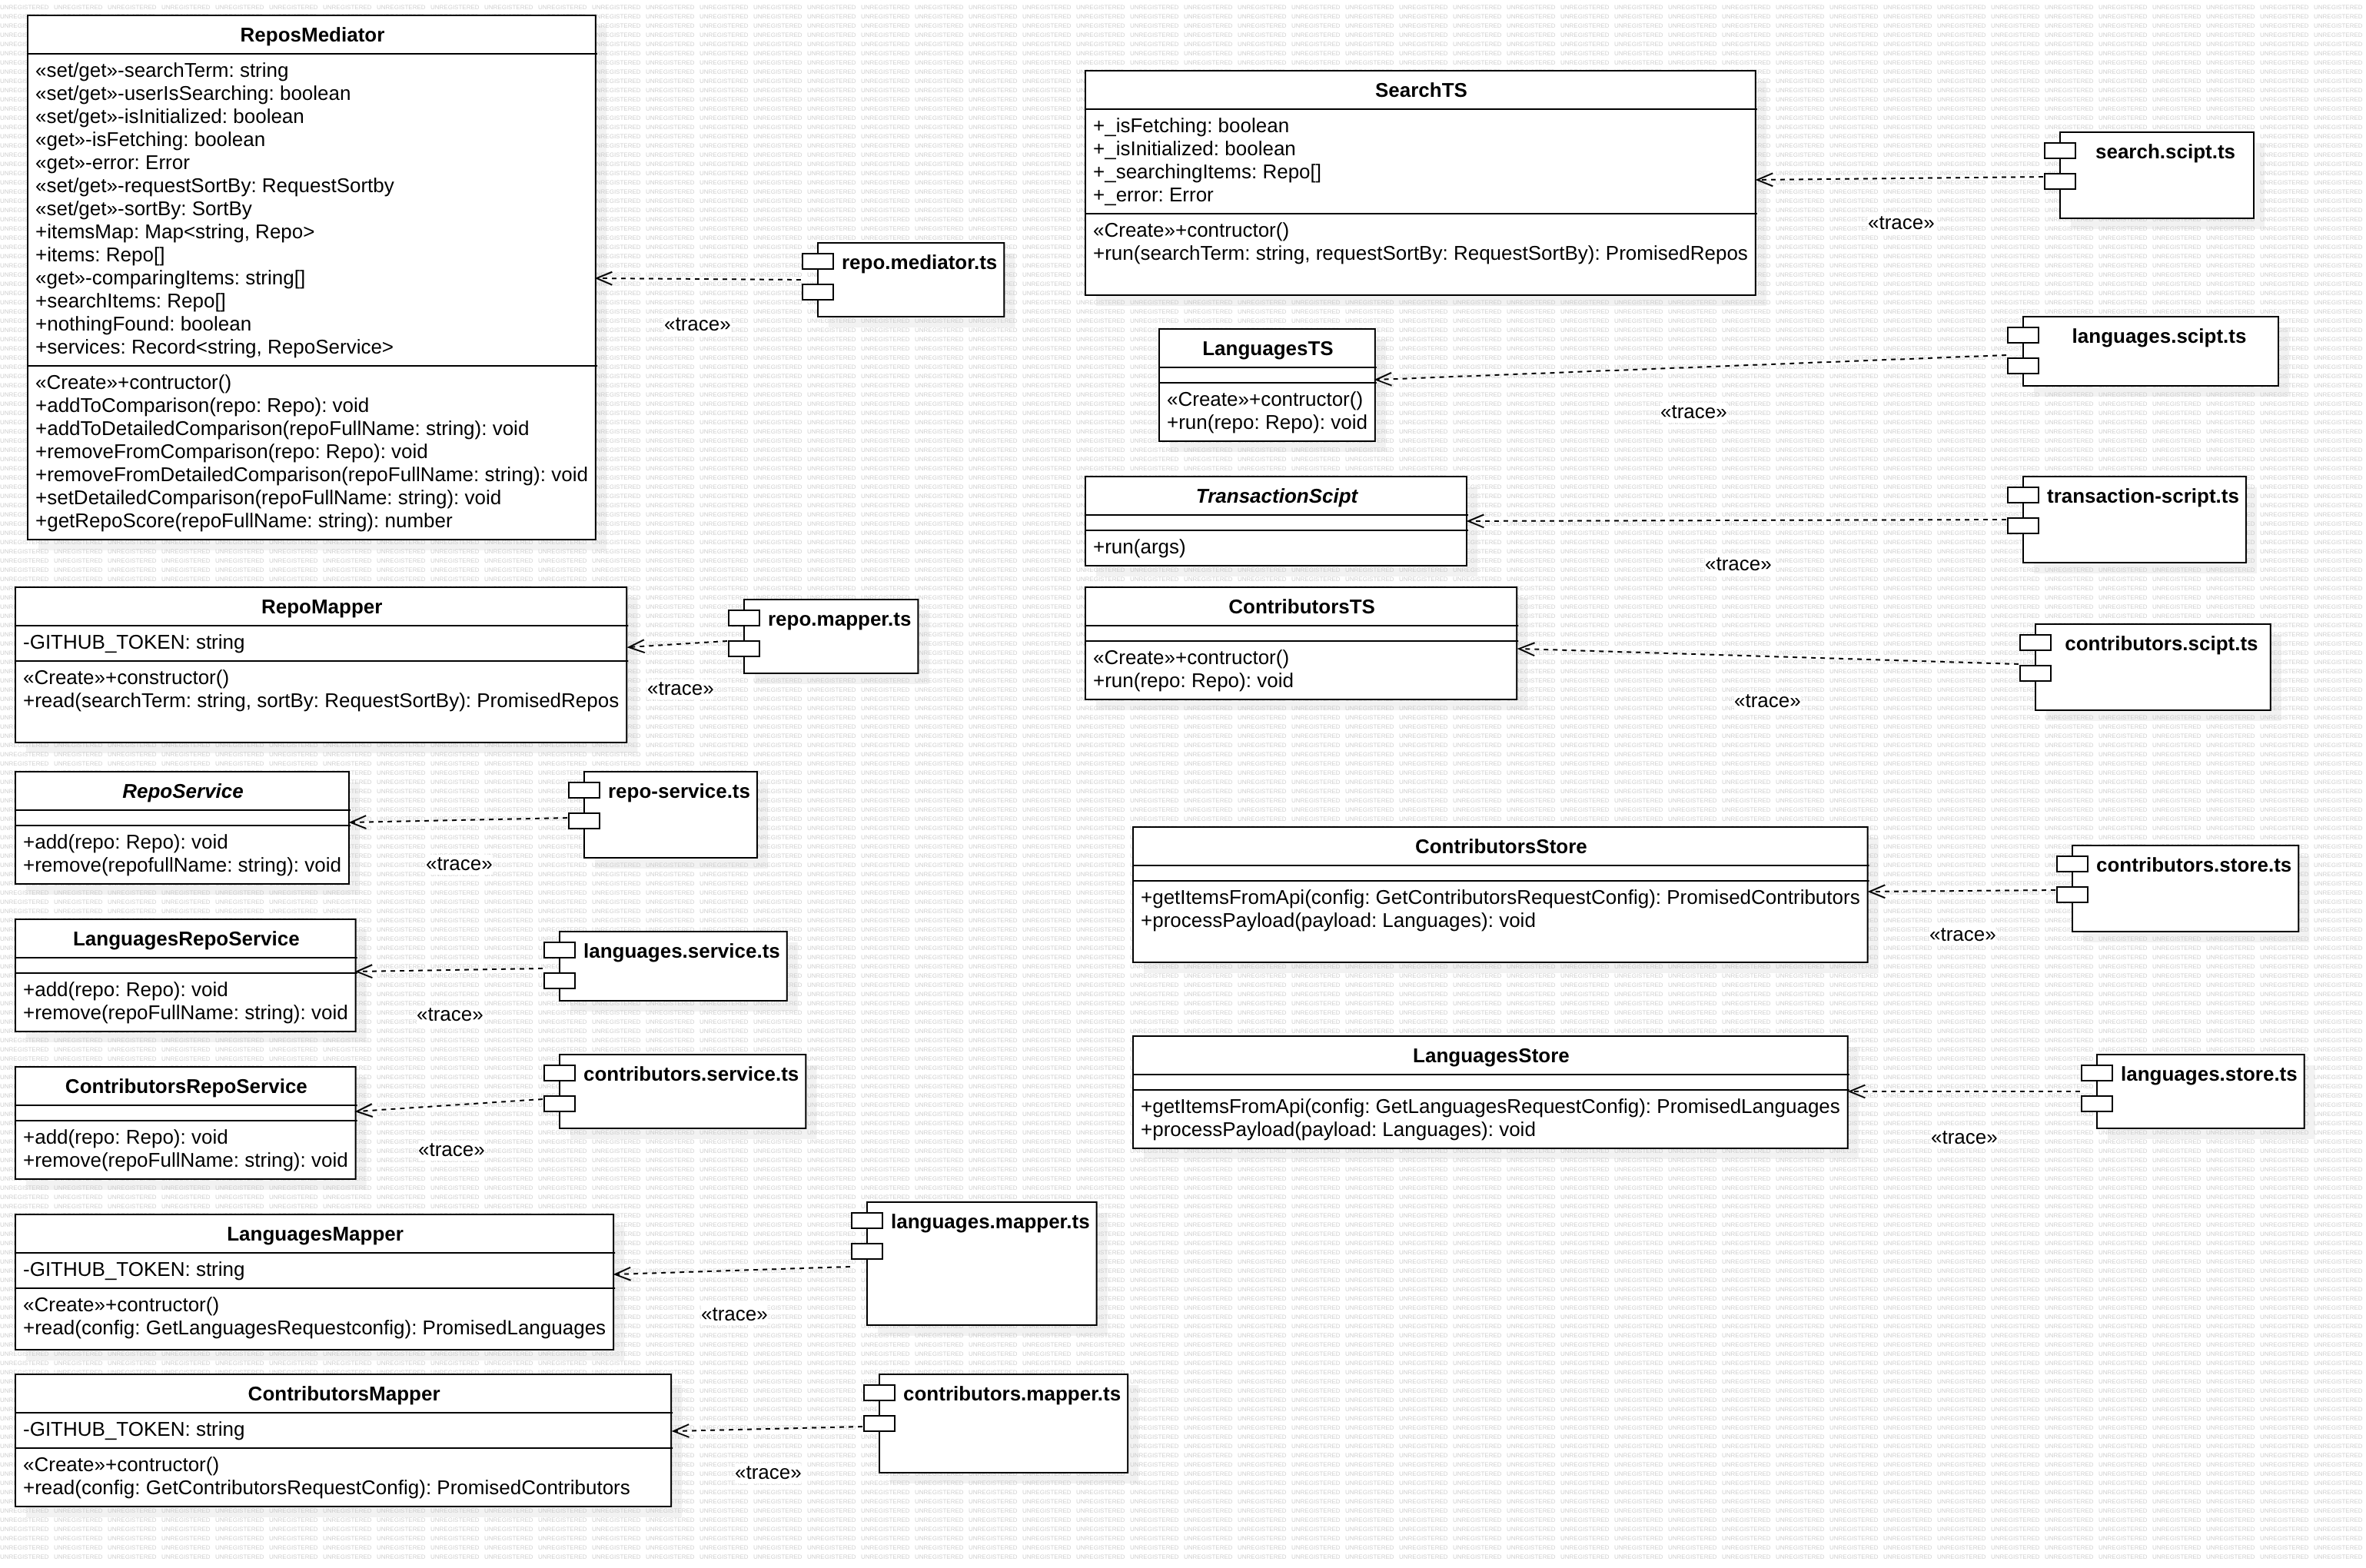 ReposMediator
«set/get»-searchTerm: string
«set/get»-userIsSearching: boolean
«set/get»-isInitialized: boolean
«get»-isFetching: boolean
«get»-error: Error
«set/get»-requestSortBy: RequestSortby
«set/get»-sortBy: SortBy
+itemsMap: Map<string, Repo>
+items: Repo[]
«get»-comparingItems: string[]
+searchItems: Repo[]
+nothingFound: boolean
+services: Record<string, RepoService>
«Create»+contructor()
+addToComparison(repo: Repo): void
+addToDetailedComparison(repoFullName: string): void
+removeFromComparison(repo: Repo): void
+removeFromDetailedComparison(repoFullName: string): void
+setDetailedComparison(repoFullName: string): void
+getRepoScore(repoFullName: string): number
repo.mediator.ts
«trace»
RepoMapper
-GITHUB_TOKEN: string
«Create»+constructor()
+read(searchTerm: string, sortBy: RequestSortBy): PromisedRepos
repo.mapper.ts
«trace»
RepoService
+add(repo: Repo): void
+remove(repofullName: string): void
repo-service.ts
«trace»
LanguagesRepoService
+add(repo: Repo): void
+remove(repoFullName: string): void
languages.service.ts
«trace»
ContributorsRepoService
+add(repo: Repo): void
+remove(repoFullName: string): void
contributors.service.ts
«trace»
LanguagesMapper
-GITHUB_TOKEN: string
«Create»+contructor()
+read(config: GetLanguagesRequestconfig): PromisedLanguages
languages.mapper.ts
«trace»
ContributorsMapper
-GITHUB_TOKEN: string
«Create»+contructor()
+read(config: GetContributorsRequestConfig): PromisedContributors
contributors.mapper.ts
«trace»
SearchTS
+_isFetching: boolean
+_isInitialized: boolean
+_searchingItems: Repo[]
+_error: Error
«Create»+contructor()
+run(searchTerm: string, requestSortBy: RequestSortBy): PromisedRepos
search.scipt.ts
«trace»
LanguagesTS
«Create»+contructor()
+run(repo: Repo): void
languages.scipt.ts
«trace»
TransactionScipt
+run(args)
transaction-script.ts
«trace»
ContributorsTS
«Create»+contructor()
+run(repo: Repo): void
contributors.scipt.ts
«trace»
ContributorsStore
+getItemsFromApi(config: GetContributorsRequestConfig): PromisedContributors
+processPayload(payload: Languages): void
contributors.store.ts
«trace»
LanguagesStore
+getItemsFromApi(config: GetLanguagesRequestConfig): PromisedLanguages
+processPayload(payload: Languages): void
languages.store.ts
«trace»